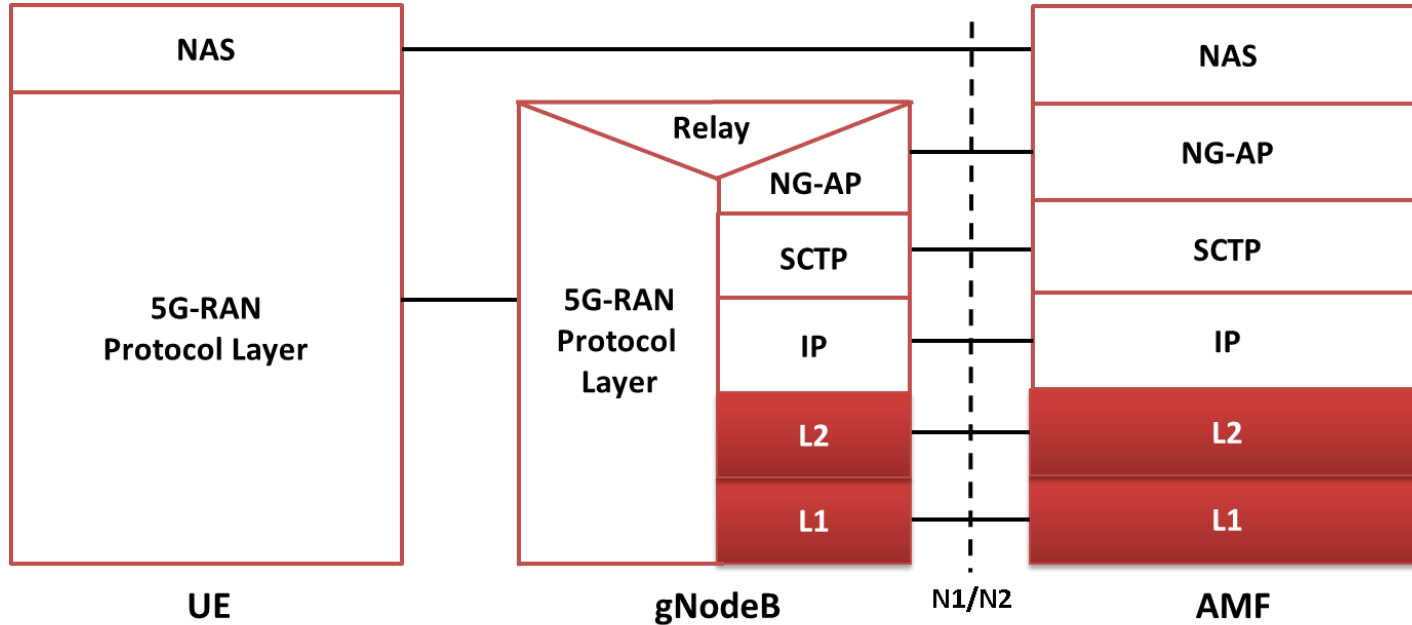 NAS
5G-RAN
Protocol Layer
UE
Relay
5G-RAN
Protocol
Layer
NG-AP
SCTP
IP
L2
L1
gNodeB
N1/N2
NAS
NG-AP
SCTP
IP
L2
L1
AMF